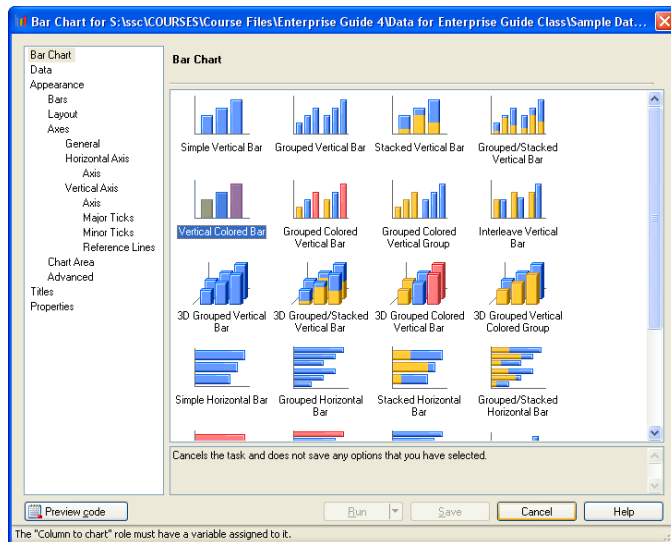 Bar Chart for S:\ssc\COURSES\Course Files\Enterprise Guide 4\Data for Enterprise Guide Class\Sample Dat...
Bar Chart
Data
Appearance
Bars
Layout
Axes
General
Horizontal Axis
Axis
Vertical Axis
Axis
Major Ticks
Minor Ticks
Reference Lines
Chart Area
Advanced
Titles
Properties
Bar Chart
Simple Vertical Bar
Grouped Vertical Bar
Stacked Vertical Bar
Grouped/Stacked
Vertical Bar
Vertical Colored Bar
Grouped Colored
Vertical Bar
Grouped Colored
Vertical Group
Interleave Vertical
Bar
3D Grouped Vertical
Bar
3D Grouped/Stacked
Vertical Bar
3D Grouped Colored
Vertical Bar
3D Grouped Vertical
Colored Group
Simple Horizontal Bar
Grouped Horizontal
Bar
Stacked Horizontal
Bar
Grouped/Stacked
Horizontal Bar
Cancels the task and does not save any options that you have selected.
Preview code
Run
Save
Cancel
Help
The "Column to chart" role must have a variable assigned to it.